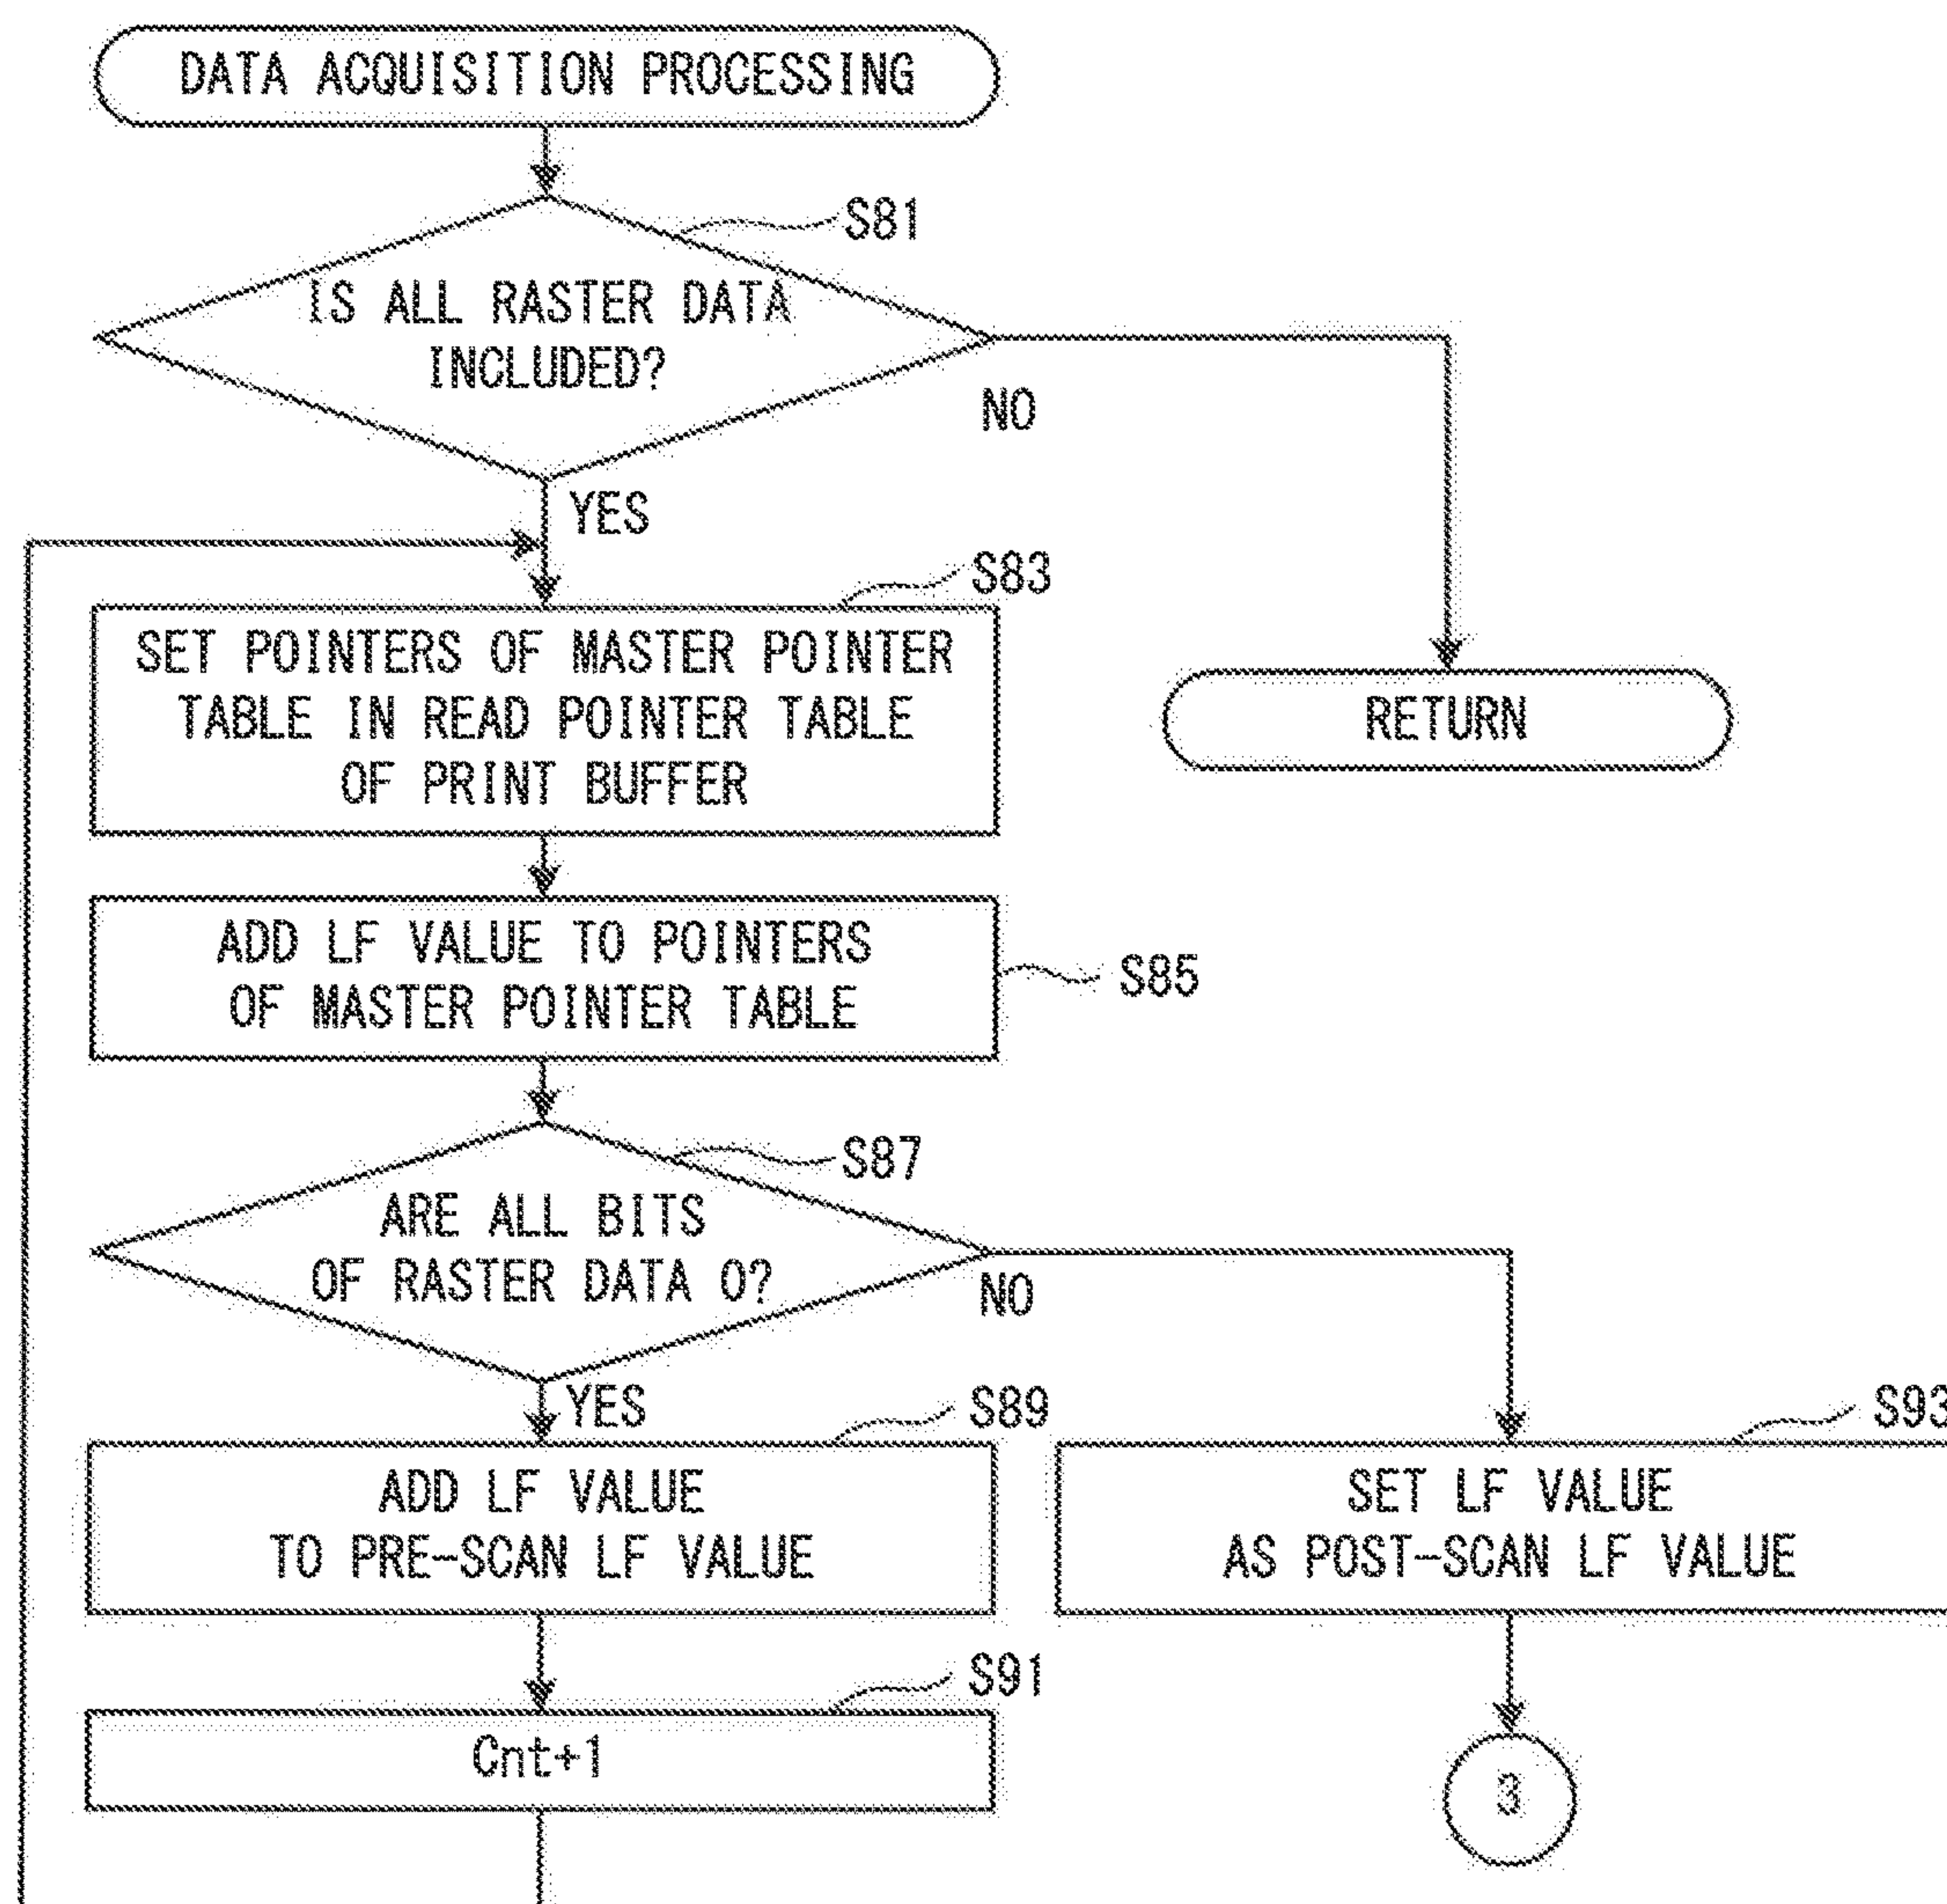 DATA ACQUISITION PROCESSING
S81
IS ALL RASTER DATA
INCLUDED?
NO
YES
S83
SET POINTERS OF MASTER POINTER
TABLE IN READ POINTER TABLE
OF PRINT BUFFER
RETURN
ADD LF VALUE TO POINTERS
OF MASTER POINTER TABLE
S85
S87
ARE ALL BITS
OF RASTER DATA 0?
NO
YES
S89
S93
ADD LF VALUE
TO PRE-SCAN LF VALUE
SET LF VALUE
AS POST-SCAN LF VALUE
S91
Cnt+1
3